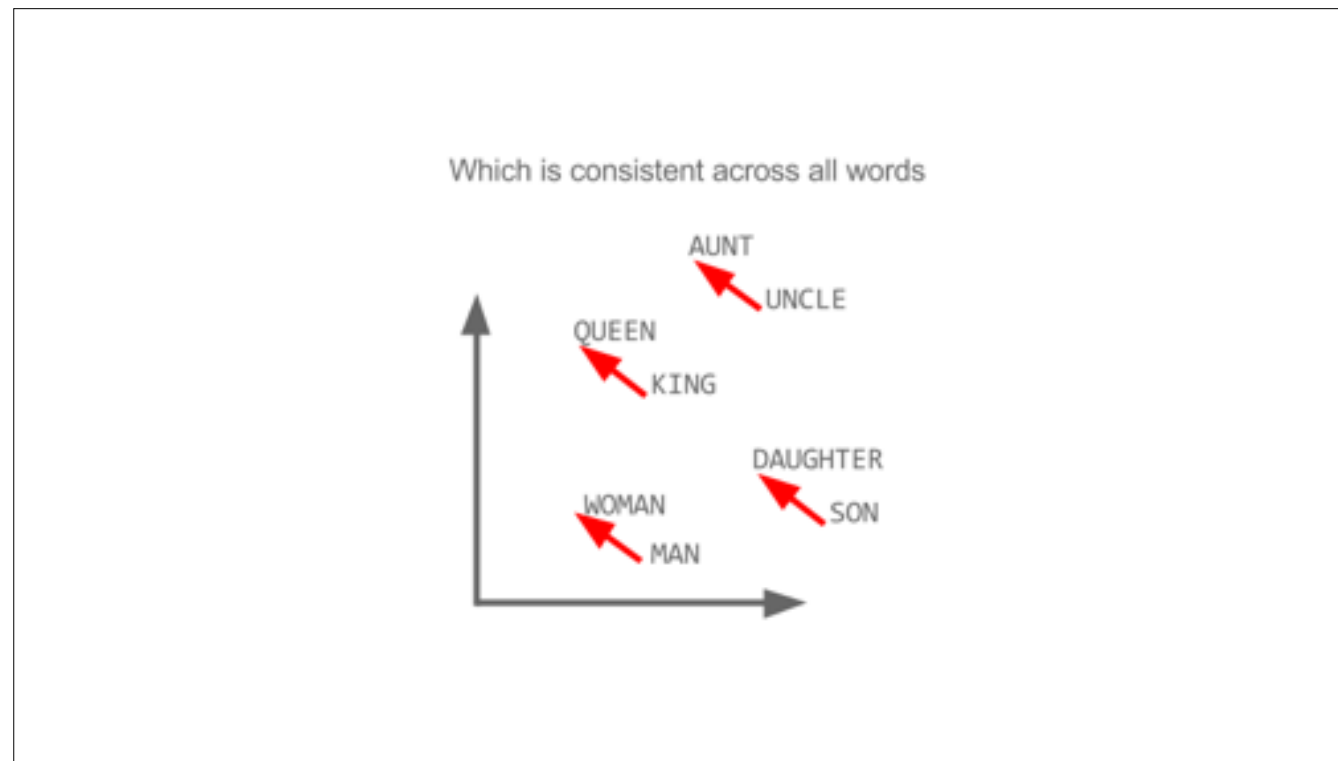 Which is consistent across all words
AUNT
UNCLE
QUEEN
KING
DAUGHTER
SON
WOMAN
MAN